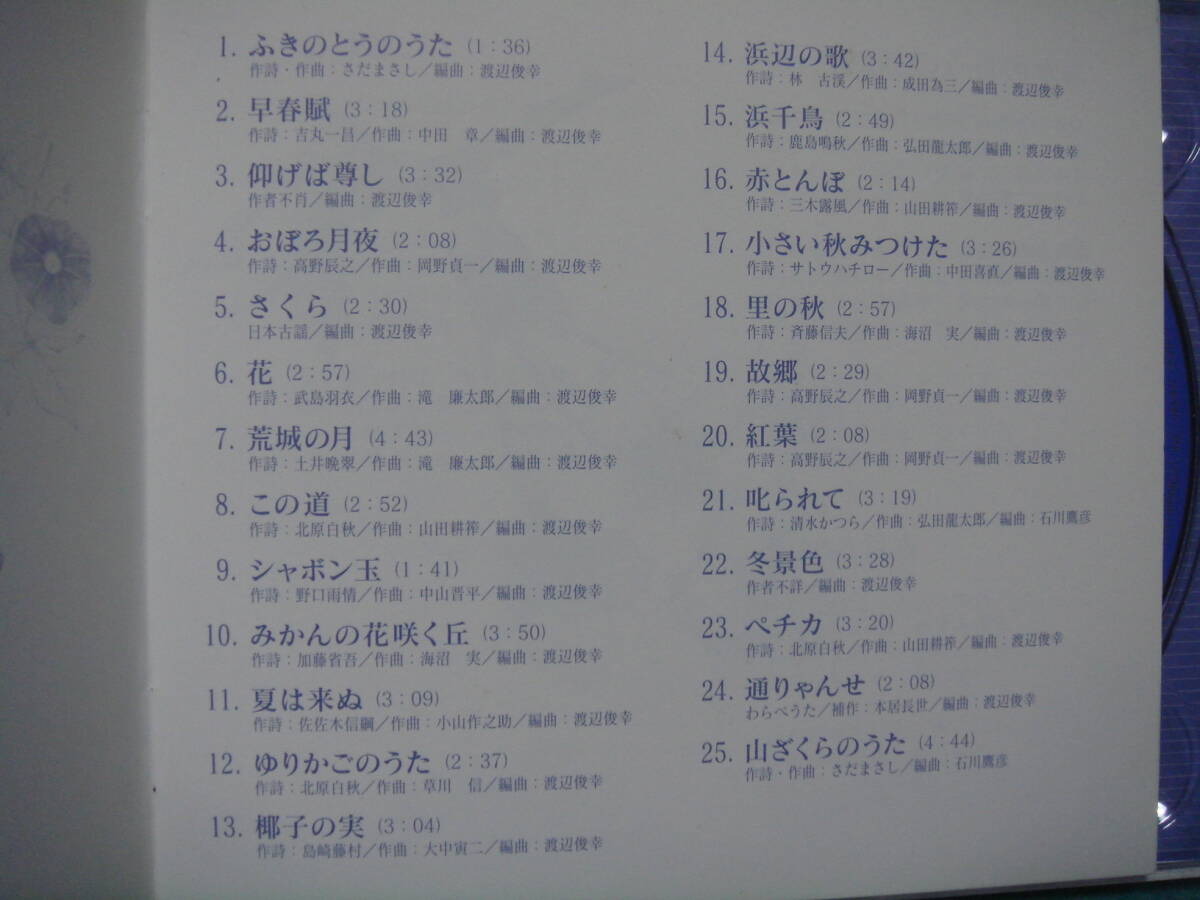 1. ふきのとうのうた (1：36)
作詩・作曲：さだまさし／編曲：渡辺俊幸
2. 早春賦 (3：18)
作詩：吉丸一昌／作曲：中田　章／編曲：渡辺俊幸
3. 仰げば尊し (3：32)
作者不肖／編曲：渡辺俊幸
4. おぼろ月夜 (2：08)
作詩：高野辰之／作曲：岡野貞一／編曲：渡辺俊幸
5. さくら (2：30)
日本古謡／編曲：渡辺俊幸
6. 花 (2：57)
作詩：武島羽衣／作曲：滝　廉太郎／編曲：渡辺俊幸
7. 荒城の月 (4：43)
作詩：土井晩翠／作曲：滝　廉太郎／編曲：渡辺俊幸
8. この道 (2：52)
作詩：北原白秋／作曲：山田耕筰／編曲：渡辺俊幸
9. シャボン玉 (1：41)
作詩：野口雨情／作曲：中山晋平／編曲：渡辺俊幸
10. みかんの花咲く丘 (3：50)
作詩：加藤省吾／作曲：海沼　実／編曲：渡辺俊幸
11. 夏は来ぬ (3：09)
作詩：佐佐木信綱／作曲：小山作之助／編曲：渡辺俊幸
12. ゆりかごのうた (2：37)
作詩：北原白秋／作曲：草川　信／編曲：渡辺俊幸
13. 椰子の実 (3：04)
作詩：島崎藤村／作曲：大中寅二／編曲：渡辺俊幸
14. 浜辺の歌 (3：42)
作詩：林　古渓／作曲：成田為三／編曲：渡辺俊幸
15. 浜千鳥 (2：49)
作詩：鹿島鳴秋／作曲：弘田龍太郎／編曲：渡辺俊幸
16. 赤とんぼ (2：14)
作詩：三木露風／作曲：山田耕筰／編曲：渡辺俊幸
17. 小さい秋みつけた (3：26)
作詩：サトウハチロー／作曲：中田喜直／編曲：渡辺俊幸
18. 里の秋 (2：57)
作詩：斉藤信夫／作曲：海沼　実／編曲：渡辺俊幸
19. 故郷 (2：29)
作詩：高野辰之／作曲：岡野貞一／編曲：渡辺俊幸
20. 紅葉 (2：08)
作詩：高野辰之／作曲：岡野貞一／編曲：渡辺俊幸
21. 叱られて (3：19)
作詩：清水かつら／作曲：弘田龍太郎／編曲：石川鷹彦
22. 冬景色 (3：28)
作者不詳／編曲：渡辺俊幸
23. ペチカ (3：20)
作詩：北原白秋／作曲：山田耕筰／編曲：渡辺俊幸
24. 通りゃんせ (2：08)
わらべうた／補作：本居長世／編曲：渡辺俊幸
25. 山ざくらのうた (4：44)
作詩・作曲：さだまさし／編曲：石川鷹彦